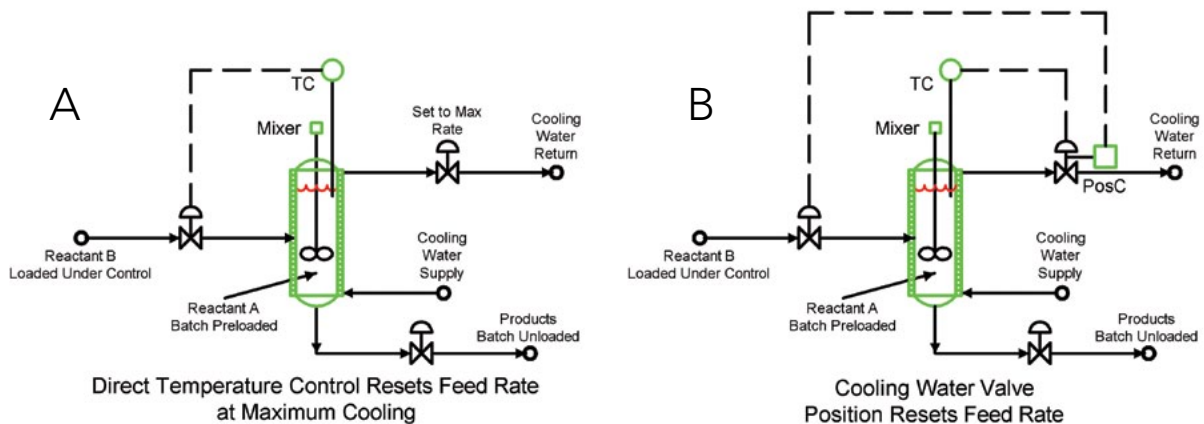 A
TC
Mixer
Set to Max
Rate
Cooling
Water
Return
Reactant B
Loaded Under Control
Cooling
Water
Supply
Reactant A
Batch Preloaded
Products
Batch Unloaded
Direct Temperature Control Resets Feed Rate
at Maximum Cooling
B
TC
Mixer
Cooling
Water
Return
PosC
Reactant B
Loaded Under Control
Cooling
Water
Supply
Reactant A
Batch Preloaded
Products
Batch Unloaded
Cooling Water Valve
Position Resets Feed Rate